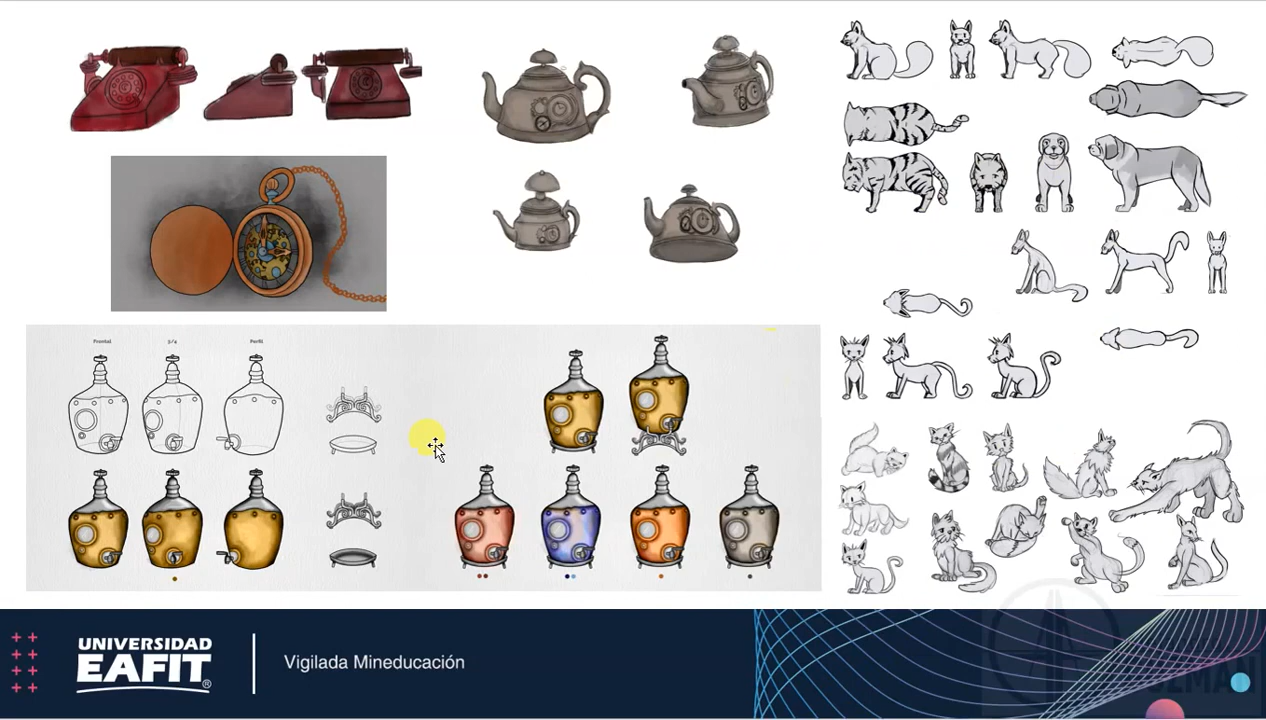 Frontal
3/4
Perfil
UNIVERSIDAD
EAFIT®
Vigilada Mineducación